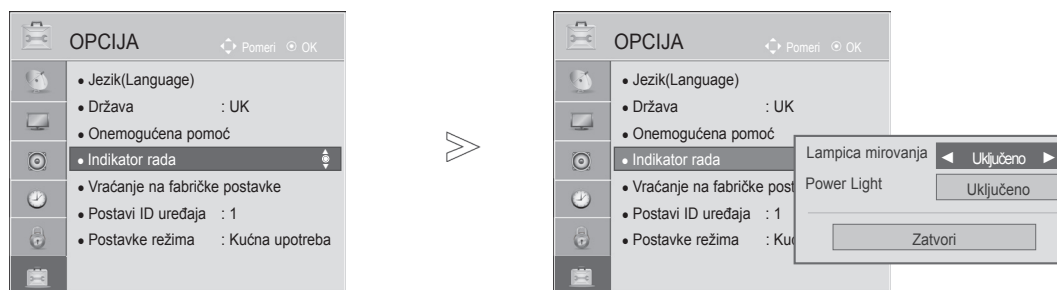 OPCIJA
Pomeri OK
• Jezik(Language)
• Država : UK
• Onemogućena pomoć
• Indikator rada
• Vraćanje na fabričke postavke
• Postavi ID uređaja : 1
• Postavke režima : Kućna upotreba
OPCIJA
Pomeri OK
• Jezik(Language)
• Država : UK
• Onemogućena pomoć
• Indikator rada
• Vraćanje na fabričke post
• Postavi ID uređaja : 1
• Postavke režima : Kuć
Lampica mirovanja ◄ Uključeno ►
Power Light Uključeno
Zatvori